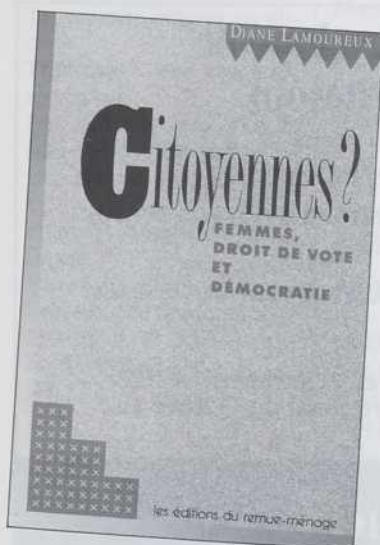 DIANE LAMOUREUX
Citoyennes?
FEMMES,
DROIT DE VOTE
ET
DÉMOCRATIE
les éditions du remue-ménage